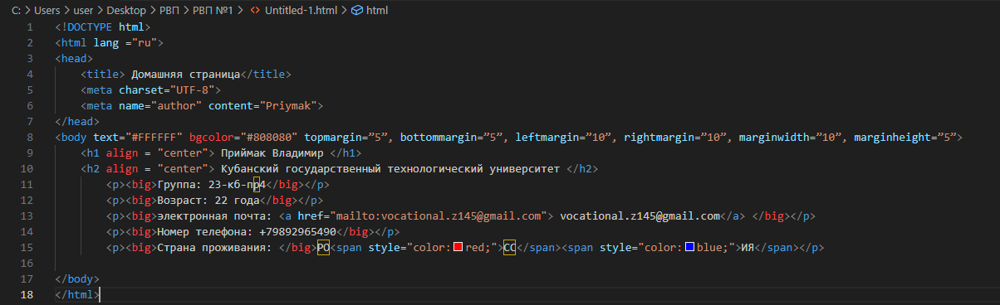 C: > Users > user > Desktop > РВП > РВП №1 > Untitled-1.html > html
1 <!DOCTYPE html>
2 <html lang ="ru">
3 <head>
4 <title> Домашняя страница</title>
5 <meta charset="UTF-8">
6 <meta name="author" content="Priymak">
7 </head>
8 <body text="#FFFFFF" bgcolor="#808080" topmargin=”5”, bottommargin=”5”, leftmargin=”10”, rightmargin=”10”, marginwidth=”10”, marginheight=”5”>
9 <h1 align = "center"> Приймак Владимир </h1>
10 <h2 align = "center"> Кубанский государственный технологический университет </h2>
11 <p><big>Группа: 23-кб-пр4</big></p>
12 <p><big>Возраст: 22 года</big></p>
13 <p><big>электронная почта: <a href="mailto:vocational.z145@gmail.com"> vocational.z145@gmail.com</a> </big></p>
14 <p><big>Номер телефона: +79892965490</big></p>
15 <p><big>Страна проживания: </big>РО<span style="color:red;">СС</span><span style="color:blue;">ИЯ</span></p>
16
17 </body>
18 </html>